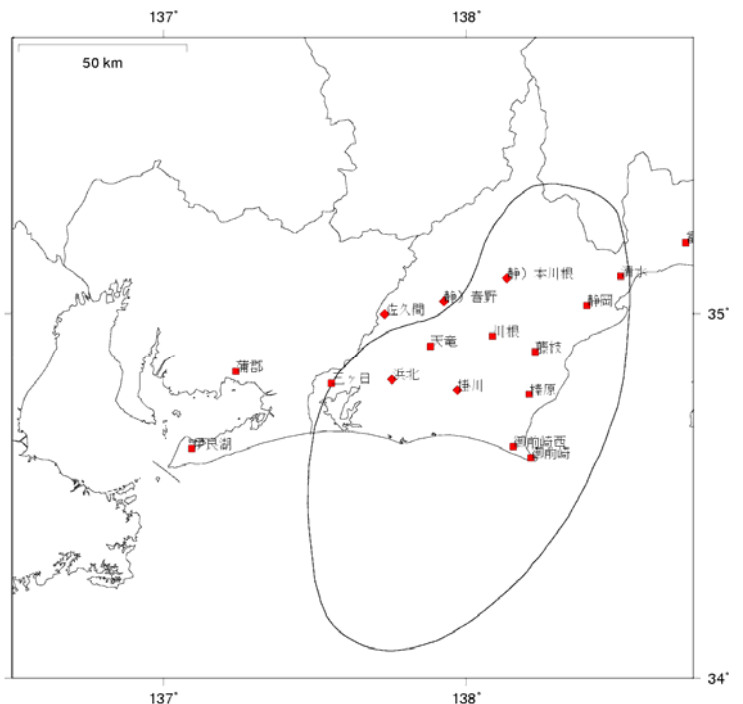 137°
138°
50 km
静）本川根
清水
静）春野
静岡
佐久間
35°
川根
天竜
藤枝
蒲郡
三ヶ日
浜北
掛川
榛原
伊良湖
御前崎西
御前崎
34°
137°
138°